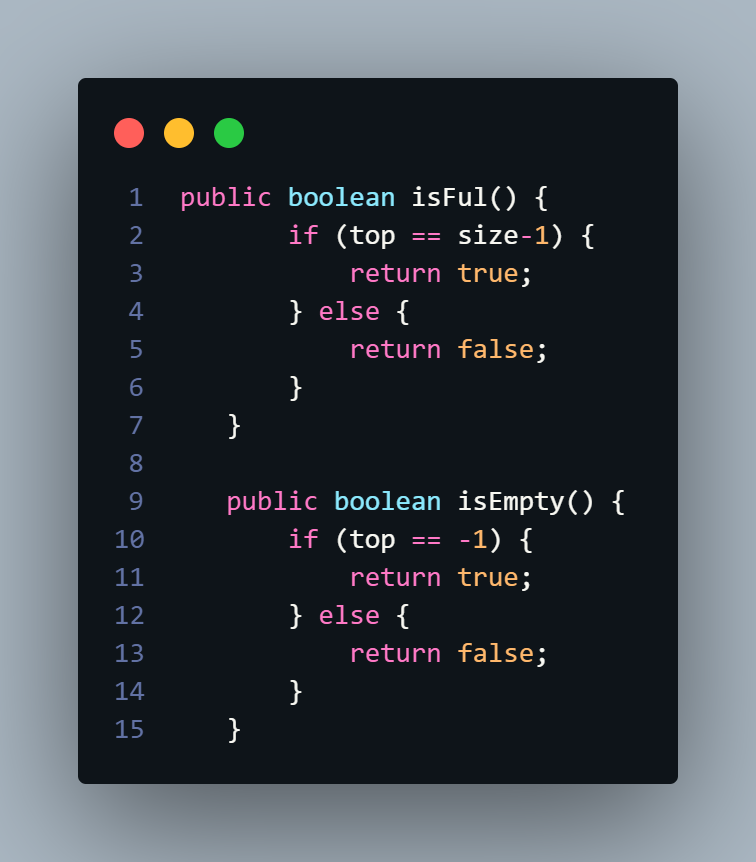 1 public boolean isFul() {
2 if (top == size-1) {
3 return true;
4 } else {
5 return false;
6 }
7 }
8
9 public boolean isEmpty() {
10 if (top == -1) {
11 return true;
12 } else {
13 return false;
14 }
15 }